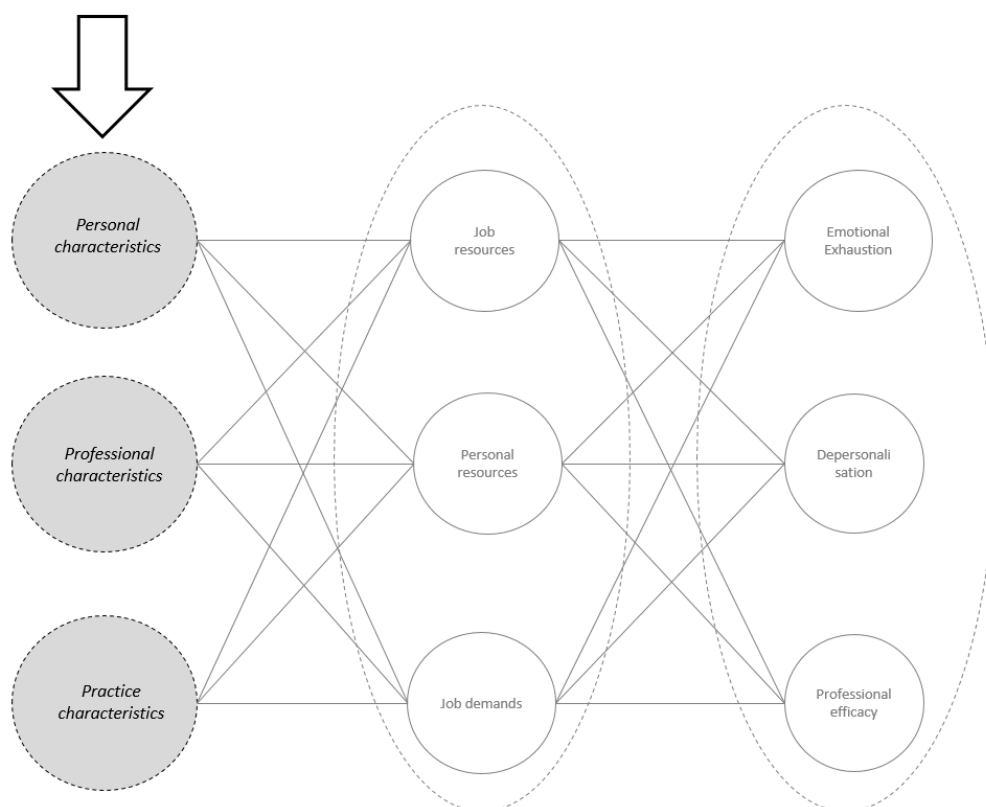 Personal
characteristics
Job
resources
Emotional
Exhaustion
Professional
characteristics
Personal
resources
Depersonali
sation
Practice
characteristics
Job demands
Professional
efficacy